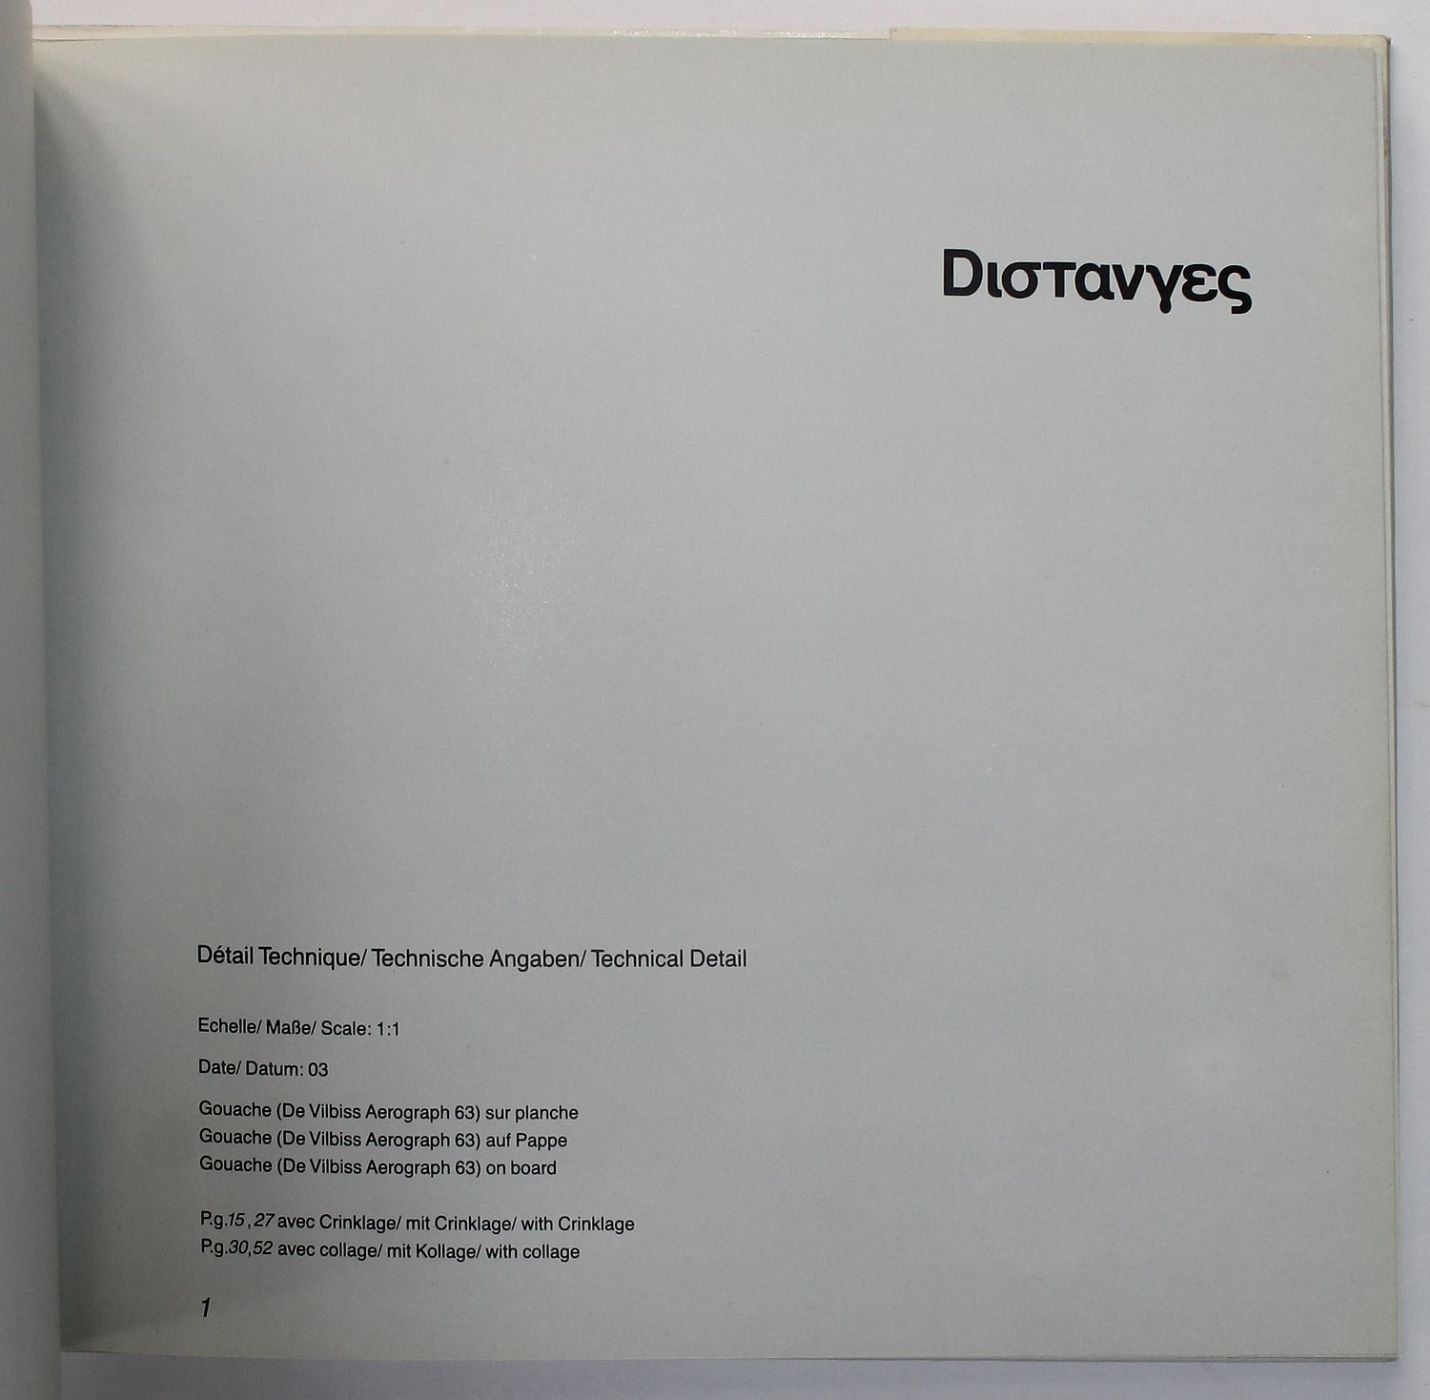 Dιστανγες
Détail Technique/ Technische Angaben/ Technical Detail
Echelle/ Maße/ Scale: 1:1
Date/ Datum: 03
Gouache (De Vilbiss Aerograph 63) sur planche
Gouache (De Vilbiss Aerograph 63) auf Pappe
Gouache (De Vilbiss Aerograph 63) on board
P.g.15,27 avec Crinklage/ mit Crinklage/ with Crinklage
P.g.30,52 avec collage/ mit Kollage/ with collage
1